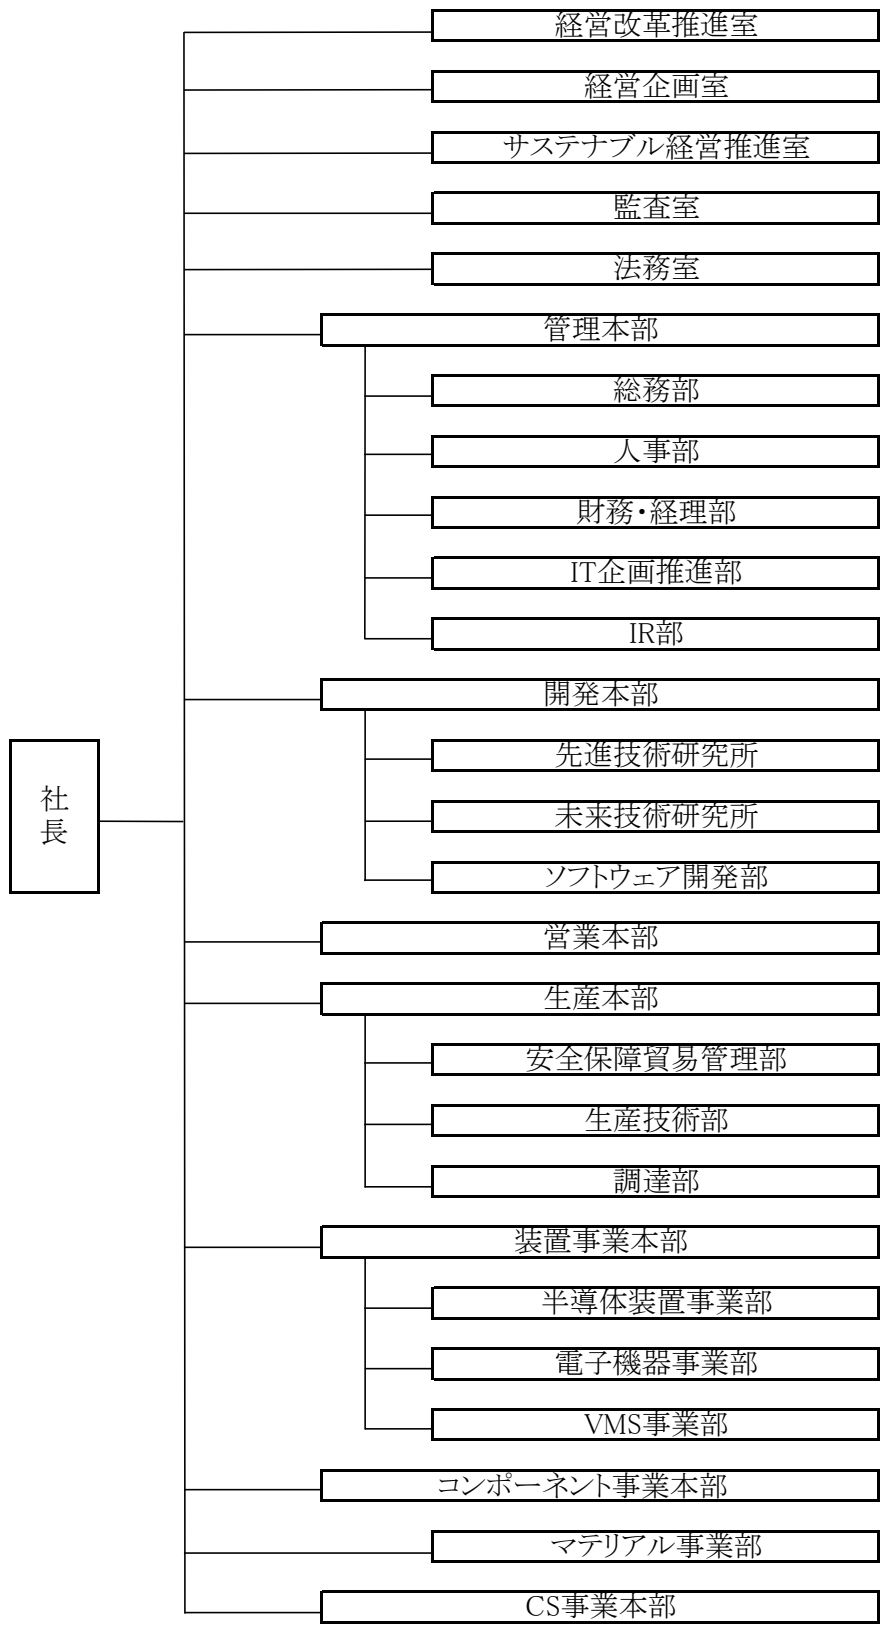 経営改革推進室
経営企画室
サステナブル経営推進室
監査室
法務室
管理本部
総務部
人事部
財務・経理部
IT企画推進部
IR部
開発本部
先進技術研究所
社長
未来技術研究所
ソフトウェア開発部
営業本部
生産本部
安全保障貿易管理部
生産技術部
調達部
装置事業本部
半導体装置事業部
電子機器事業部
VMS事業部
コンポーネント事業本部
マテリアル事業部
CS事業本部